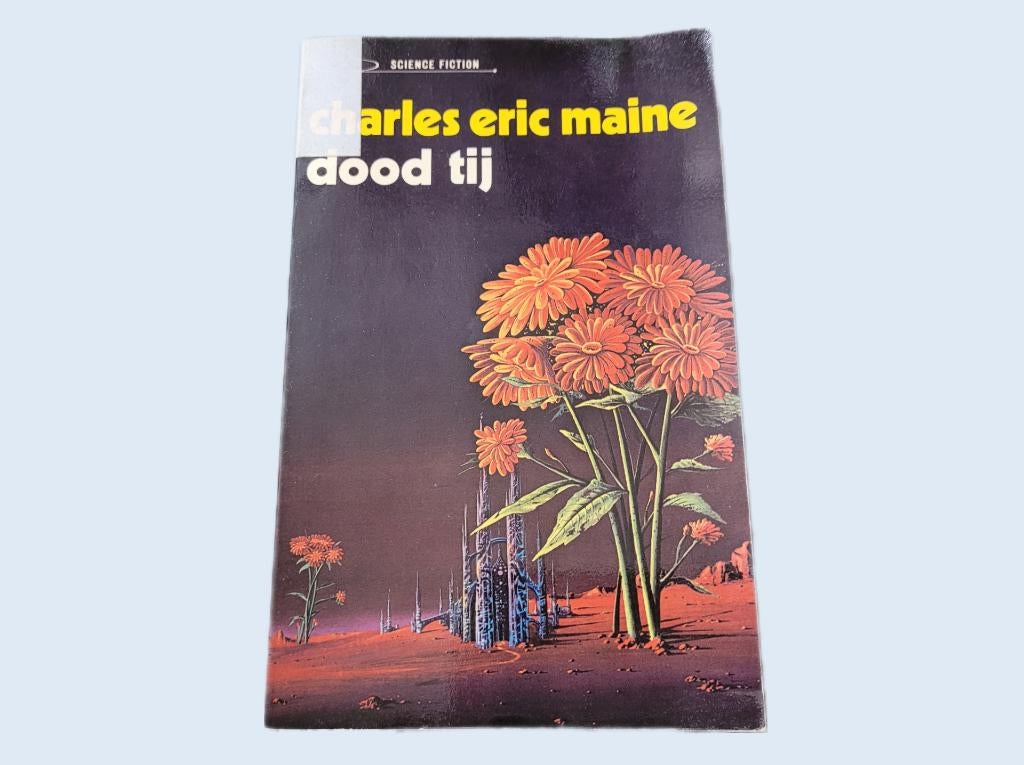 SCIENCE FICTION
charles eric maine
dood tij